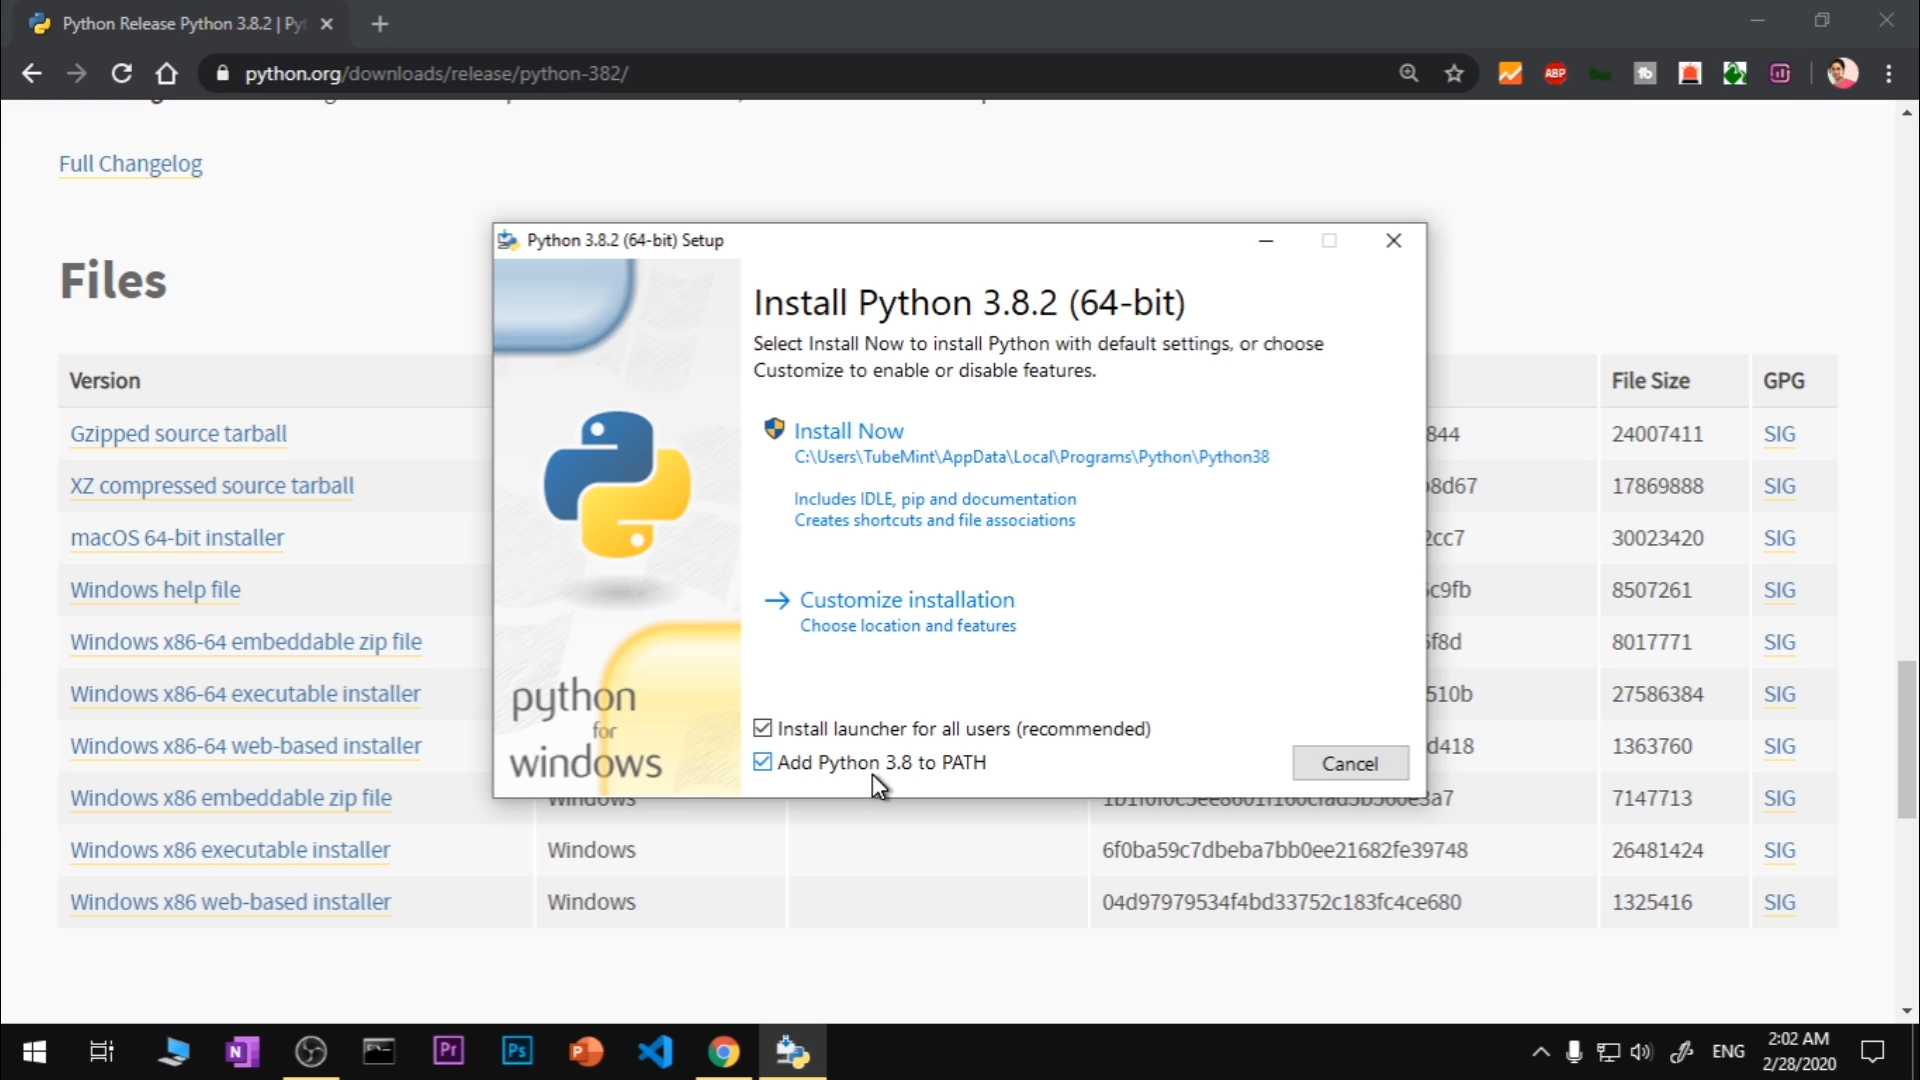 Python Release Python 3.8.2 | Pyt
python.org/downloads/release/python-382/
ABP
Full Changelog
Files
Version
File Size
GPG
Gzipped source tarball
844
24007411
SIG
XZ compressed source tarball
8d67
17869888
SIG
macOS 64-bit installer
2cc7
30023420
SIG
Windows help file
c9fb
8507261
SIG
Windows x86-64 embeddable zip file
f8d
8017771
SIG
Windows x86-64 executable installer
510b
27586384
SIG
Windows x86-64 web-based installer
d418
1363760
SIG
Windows x86 embeddable zip file
Windows
7147713
SIG
Windows x86 executable installer
Windows
6f0ba59c7dbeba7bb0ee21682fe39748
26481424
SIG
Windows x86 web-based installer
Windows
04d97979534f4bd33752c183fc4ce680
1325416
SIG
Python 3.8.2 (64-bit) Setup
Install Python 3.8.2 (64-bit)
Select Install Now to install Python with default settings, or choose
Customize to enable or disable features.
Install Now
C:\Users\TubeMint\AppData\Local\Programs\Python\Python38
Includes IDLE, pip and documentation
Creates shortcuts and file associations
Customize installation
Choose location and features
python
for
windows
Install launcher for all users (recommended)
Add Python 3.8 to PATH
Cancel
N
Pr
Ps
P
ENG
2:02 AM
2/28/2020